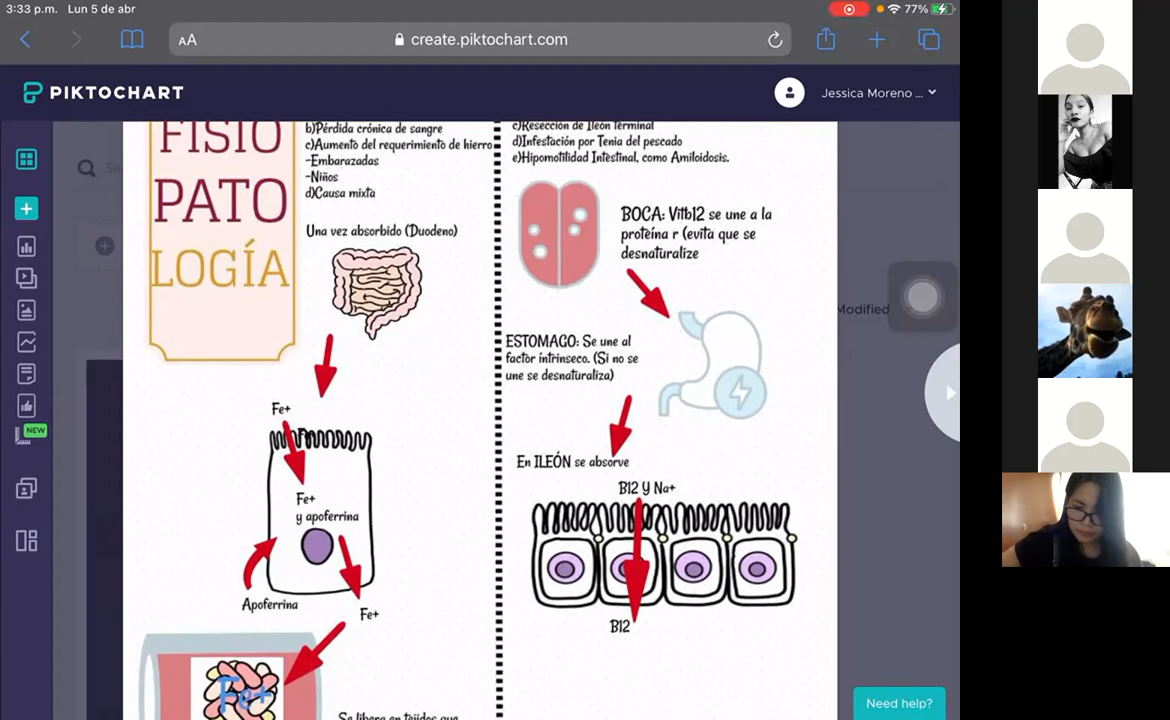 3:33 p.m. Lun 5 de abr
77%
AA
create.piktochart.com
PIKTOCHART
Jessica Moreno ...
Se
Modified
NEW
FISIO
PATO
LOGÍA
b)Pérdida crónica de sangre
c)Aumento del requerimiento de hierro
-Embarazadas
-Niños
d)Causa mixta
Una vez absorbido (Duodeno)
Fe+
Fe+
y apoferrina
Apoferrina
Fe+
Fe+
Se libera en tejidos que
c)Resección de Ileón Terminal
d)Infestación por Tenia del pescado
e)Hipomotilidad Intestinal, como Amiloidosis.
BOCA: Vitb12 se une a la
proteína r (evita que se
desnaturalize
ESTOMAGO: Se une al
factor íntrinseco. (Si no se
une se desnaturaliza)
En ILEÓN se absorve
B12 Y Na+
B12
Need help?